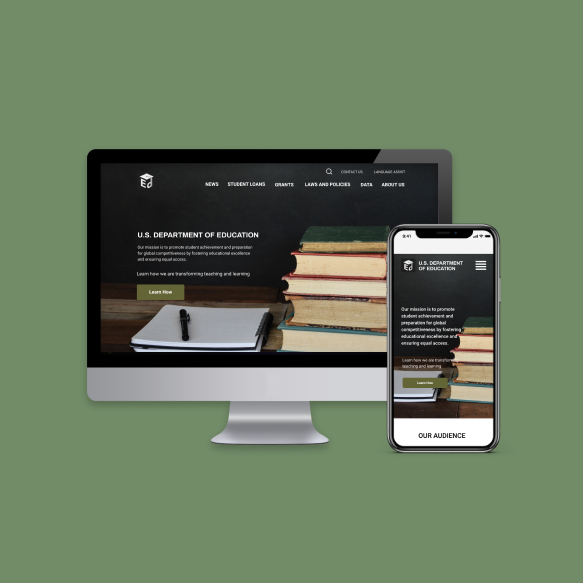 CONTACT US LANGUAGE ASSIST
ED
NEWS STUDENT LOANS GRANTS LAWS AND POLICIES DATA ABOUT US
U.S. DEPARTMENT OF EDUCATION
Our mission is to promote student achievement and preparation
for global competitiveness by fostering educational excellence
and ensuring equal access.
Learn how we are transforming teaching and learning
Learn How
9:41
U.S. DEPARTMENT
OF EDUCATION
Our mission is to promote
student achievement and
preparation for global
competitiveness by fostering
educational excellence and
ensuring equal access.
Learn how we are transforming
teaching and learning
Learn How
OUR AUDIENCE